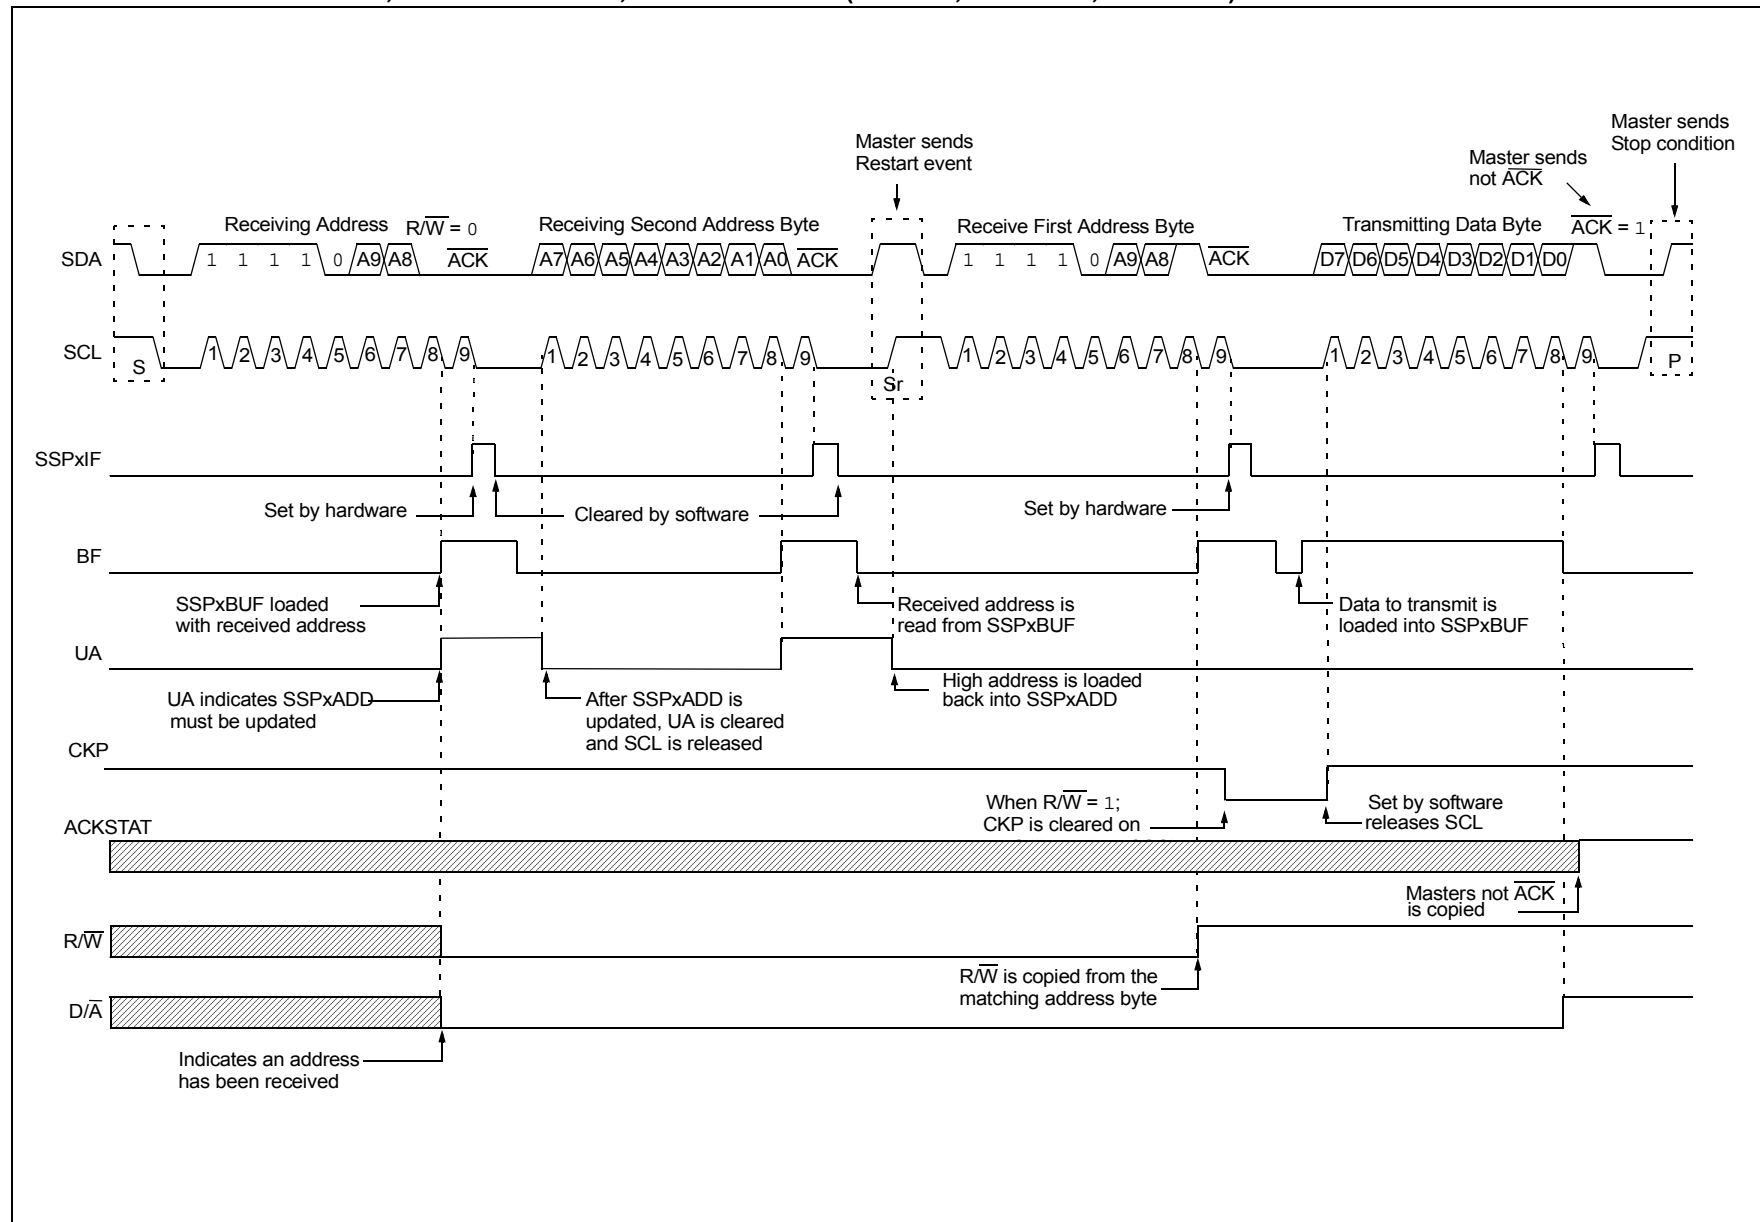 Master sends
Restart event
Master sends
not ACK
Master sends
Stop condition
Receiving Address R/W = 0
Receiving Second Address Byte
Receive First Address Byte
Transmitting Data Byte
ACK = 1
SDA
1 1 1 1 0 A9 A8 ACK
A7 A6 A5 A4 A3 A2 A1 A0 ACK
1 1 1 1 0 A9 A8 ACK
D7 D6 D5 D4 D3 D2 D1 D0
SCL
S
1 2 3 4 5 6 7 8 9
1 2 3 4 5 6 7 8 9
Sr
1 2 3 4 5 6 7 8 9
1 2 3 4 5 6 7 8 9
P
SSPxIF
Set by hardware
Cleared by software
Set by hardware
BF
SSPxBUF loaded
with received address
Received address is
read from SSPxBUF
Data to transmit is
loaded into SSPxBUF
UA
UA indicates SSPxADD
must be updated
After SSPxADD is
updated, UA is cleared
and SCL is released
High address is loaded
back into SSPxADD
CKP
When R/W = 1;
CKP is cleared on
Set by software
releases SCL
ACKSTAT
Masters not ACK
is copied
R/W
R/W is copied from the
matching address byte
D/A
Indicates an address
has been received